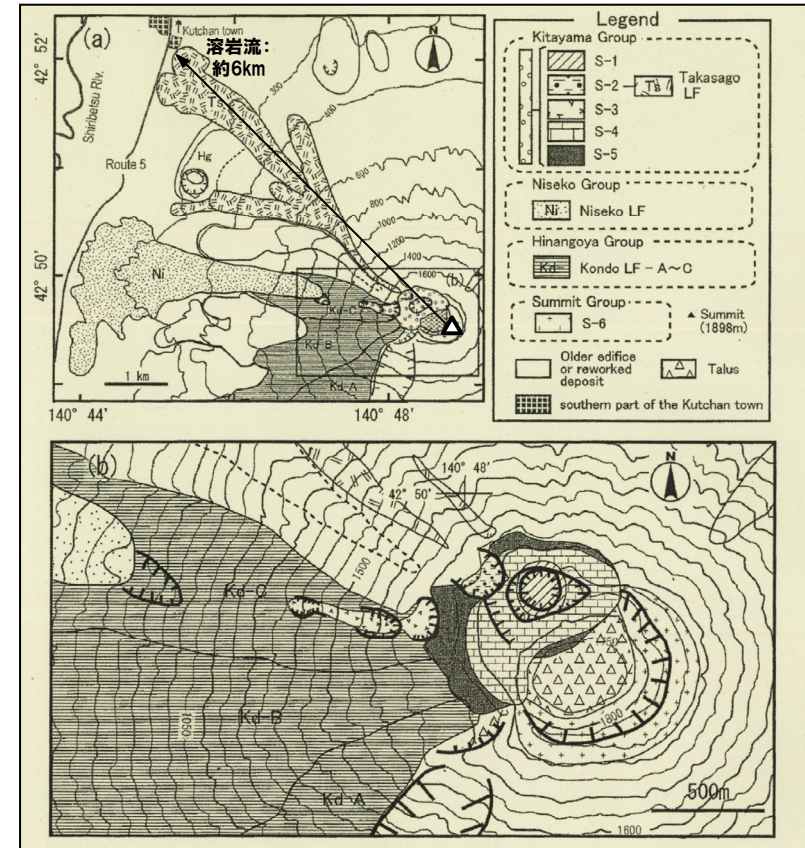 (a)
Kutchan town
溶岩流:
約6km
N
42° 52'
42° 50'
Shiribetsu Riv.
Route 5
Hg
Ts
Ni
300
400
600
800
1000
1200
1400
1600
(b)
Kd-C
Kd-B
Kd-A
1 km
140° 44'
140° 48'
Legend
Kitayama Group
S-1
S-2
Ts
Takasago
LF
S-3
S-4
S-5
Niseko Group
Ni
Niseko LF
Hinangoya Group
Kd
Kondo LF - A～C
Summit Group
S-6
Summit
(1898m)
Older edifice
or reworked
deposit
Talus
southern part of the Kutchan town
(b)
140° 48'
42° 50'
N
1500
Kd-C
Kd-B
1050
Kd-A
1800
500m
1600